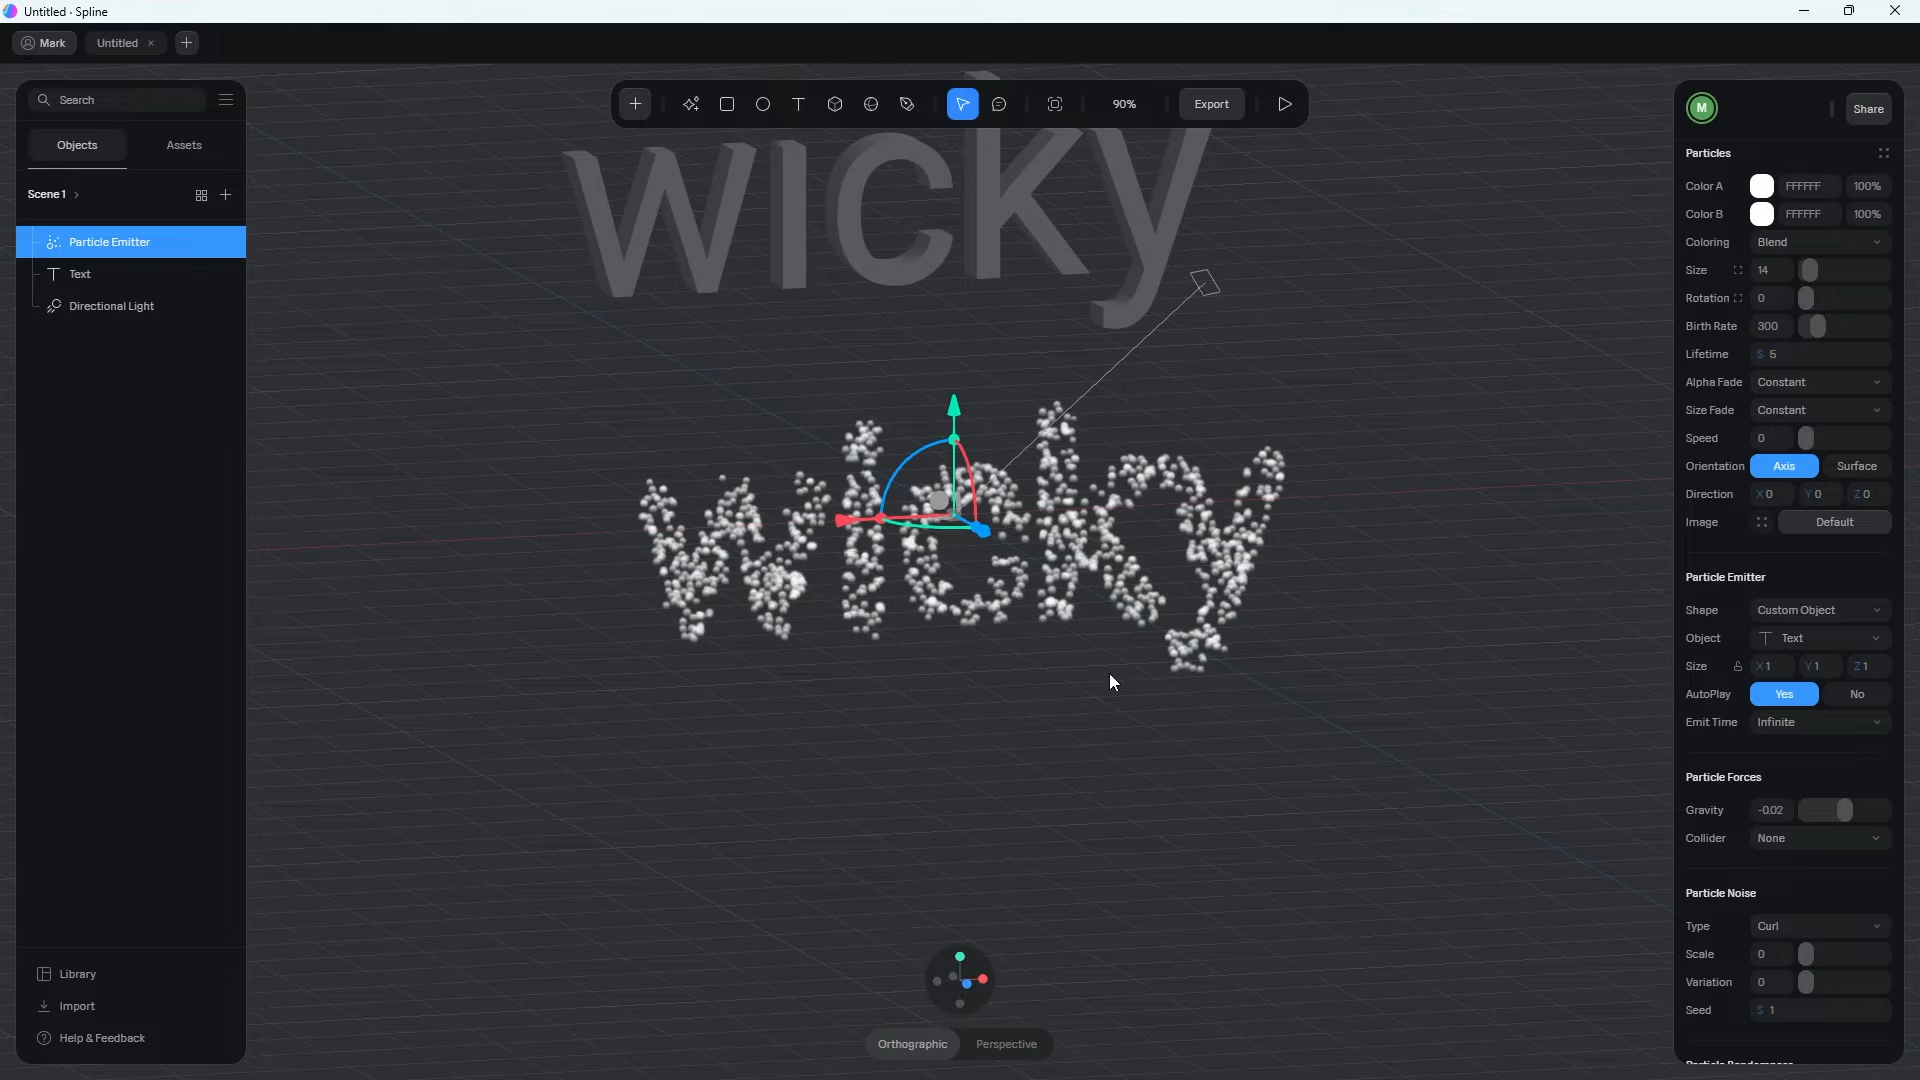 Untitled - Spline
Mark
Untitled
Search
Objects
Assets
Scene 1
Particle Emitter
Text
Directional Light
Library
Import
Help & Feedback
90%
Export
wicky
wicky
Orthographic
Perspective
M
Share
Particles
Color A FFFFFF 100%
Color B FFFFFF 100%
Coloring Blend
Size 14
Rotation 0
Birth Rate 300
Lifetime S 5
Alpha Fade Constant
Size Fade Constant
Speed 0
Orientation Axis Surface
Direction X 0 Y 0 Z 0
Image Default
Particle Emitter
Shape Custom Object
Object Text
Size X 1 Y 1 Z 1
AutoPlay Yes No
Emit Time Infinite
Particle Forces
Gravity -0.02
Collider None
Particle Noise
Type Curl
Scale 0
Variation 0
Seed S 1